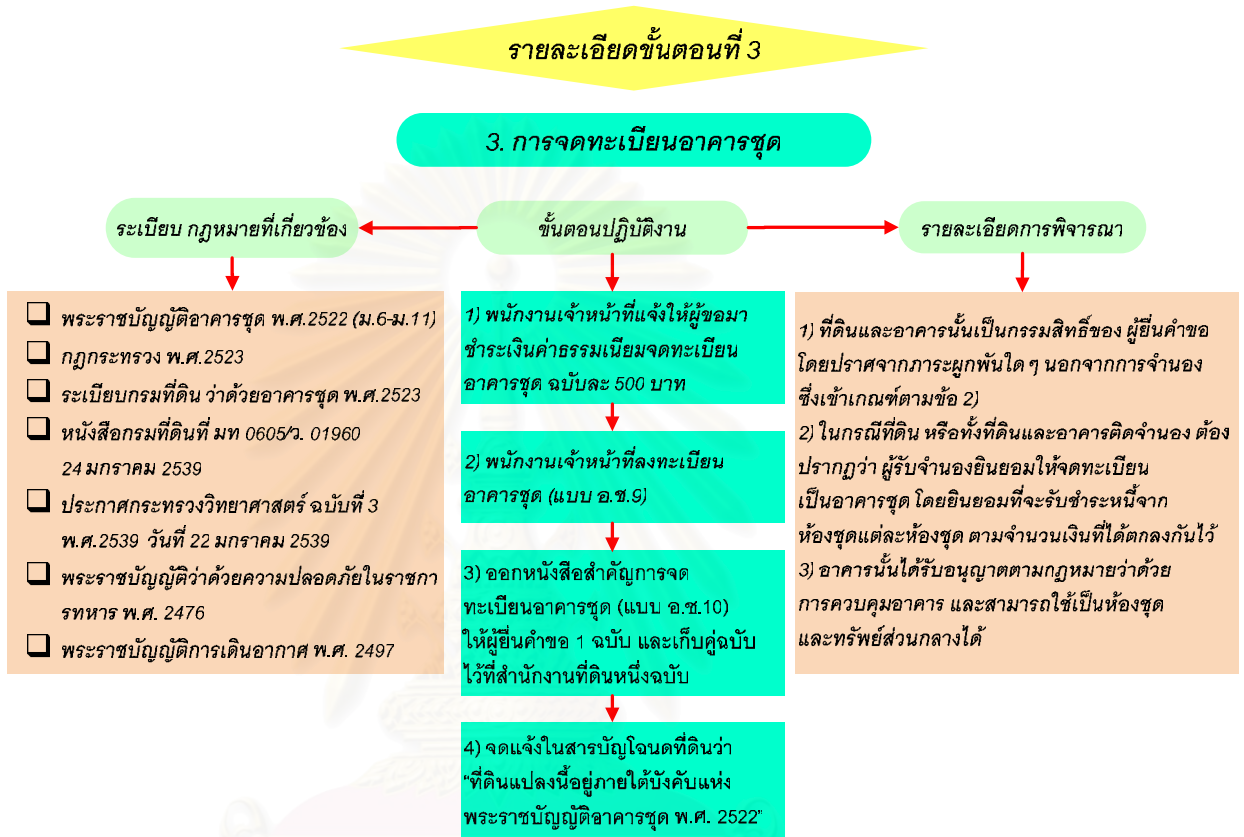 รายละเอียดขั้นตอนที่ 3
3. การจดทะเบียนอาคารชุด
ระเบียบ กฎหมายที่เกี่ยวข้อง
ขั้นตอนปฏิบัติงาน
รายละเอียดการพิจารณา
พระราชบัญญัติอาคารชุด พ.ศ.2522 (ม.6-ม.11)
กฎกระทรวง พ.ศ.2523
ระเบียบกรมที่ดิน ว่าด้วยอาคารชุด พ.ศ.2523
หนังสือกรมที่ดินที่ มท 0605/ว. 01960
24 มกราคม 2539
ประกาศกระทรวงวิทยาศาสตร์ ฉบับที่ 3
พ.ศ.2539 วันที่ 22 มกราคม 2539
พระราชบัญญัติว่าด้วยความปลอดภัยในราชกา
รทหาร พ.ศ. 2476
พระราชบัญญัติการเดินอากาศ พ.ศ. 2497
1) พนักงานเจ้าหน้าที่แจ้งให้ผู้ขอมา
ชำระเงินค่าธรรมเนียมจดทะเบียน
อาคารชุด ฉบับละ 500 บาท
2) พนักงานเจ้าหน้าที่ลงทะเบียน
อาคารชุด (แบบ อ.ช.9)
3) ออกหนังสือสำคัญการจด
ทะเบียนอาคารชุด (แบบ อ.ช.10)
ให้ผู้ยื่นคำขอ 1 ฉบับ และเก็บคู่ฉบับ
ไว้ที่สำนักงานที่ดินหนึ่งฉบับ
4) จดแจ้งในสารบัญโฉนดที่ดินว่า
“ที่ดินแปลงนี้อยู่ภายใต้บังคับแห่ง
พระราชบัญญัติอาคารชุด พ.ศ. 2522”
1) ที่ดินและอาคารนั้นเป็นกรรมสิทธิ์ของ ผู้ยื่นคำขอ
โดยปราศจากภาระผูกพันใด ๆ นอกจากการจำนอง
ซึ่งเข้าเกณฑ์ตามข้อ 2)
2) ในกรณีที่ดิน หรือทั้งที่ดินและอาคารติดจำนอง ต้อง
ปรากฏว่า ผู้รับจำนองยินยอมให้จดทะเบียน
เป็นอาคารชุด โดยยินยอมที่จะรับชำระหนี้จาก
ห้องชุดแต่ละห้องชุด ตามจำนวนเงินที่ได้ตกลงกันไว้
3) อาคารนั้นได้รับอนุญาตตามกฎหมายว่าด้วย
การควบคุมอาคาร และสามารถใช้เป็นห้องชุด
และทรัพย์ส่วนกลางได้